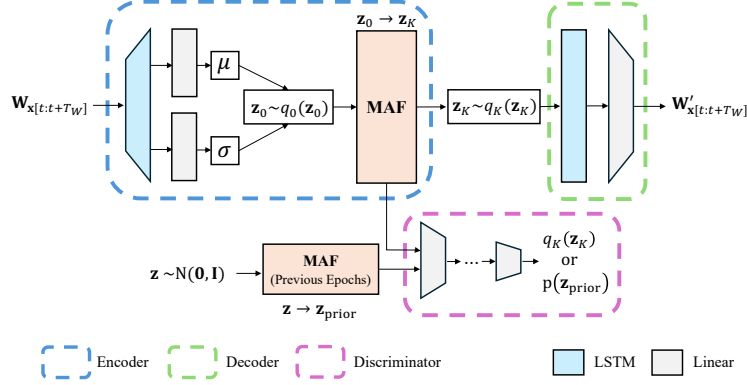 𝐳₀ → 𝐳_K
𝐖_𝐱[t:t+T_W]
μ
σ
𝐳₀~q₀(𝐳₀)
MAF
𝐳_K~q_K(𝐳_K)
𝐖′_𝐱[t:t+T_W]
𝐳 ~N(𝟎, 𝐈)
MAF
(Previous Epochs)
𝐳 → 𝐳_prior
...
q_K(𝐳_K)
or
p(𝐳_prior)
Encoder
Decoder
Discriminator
LSTM
Linear